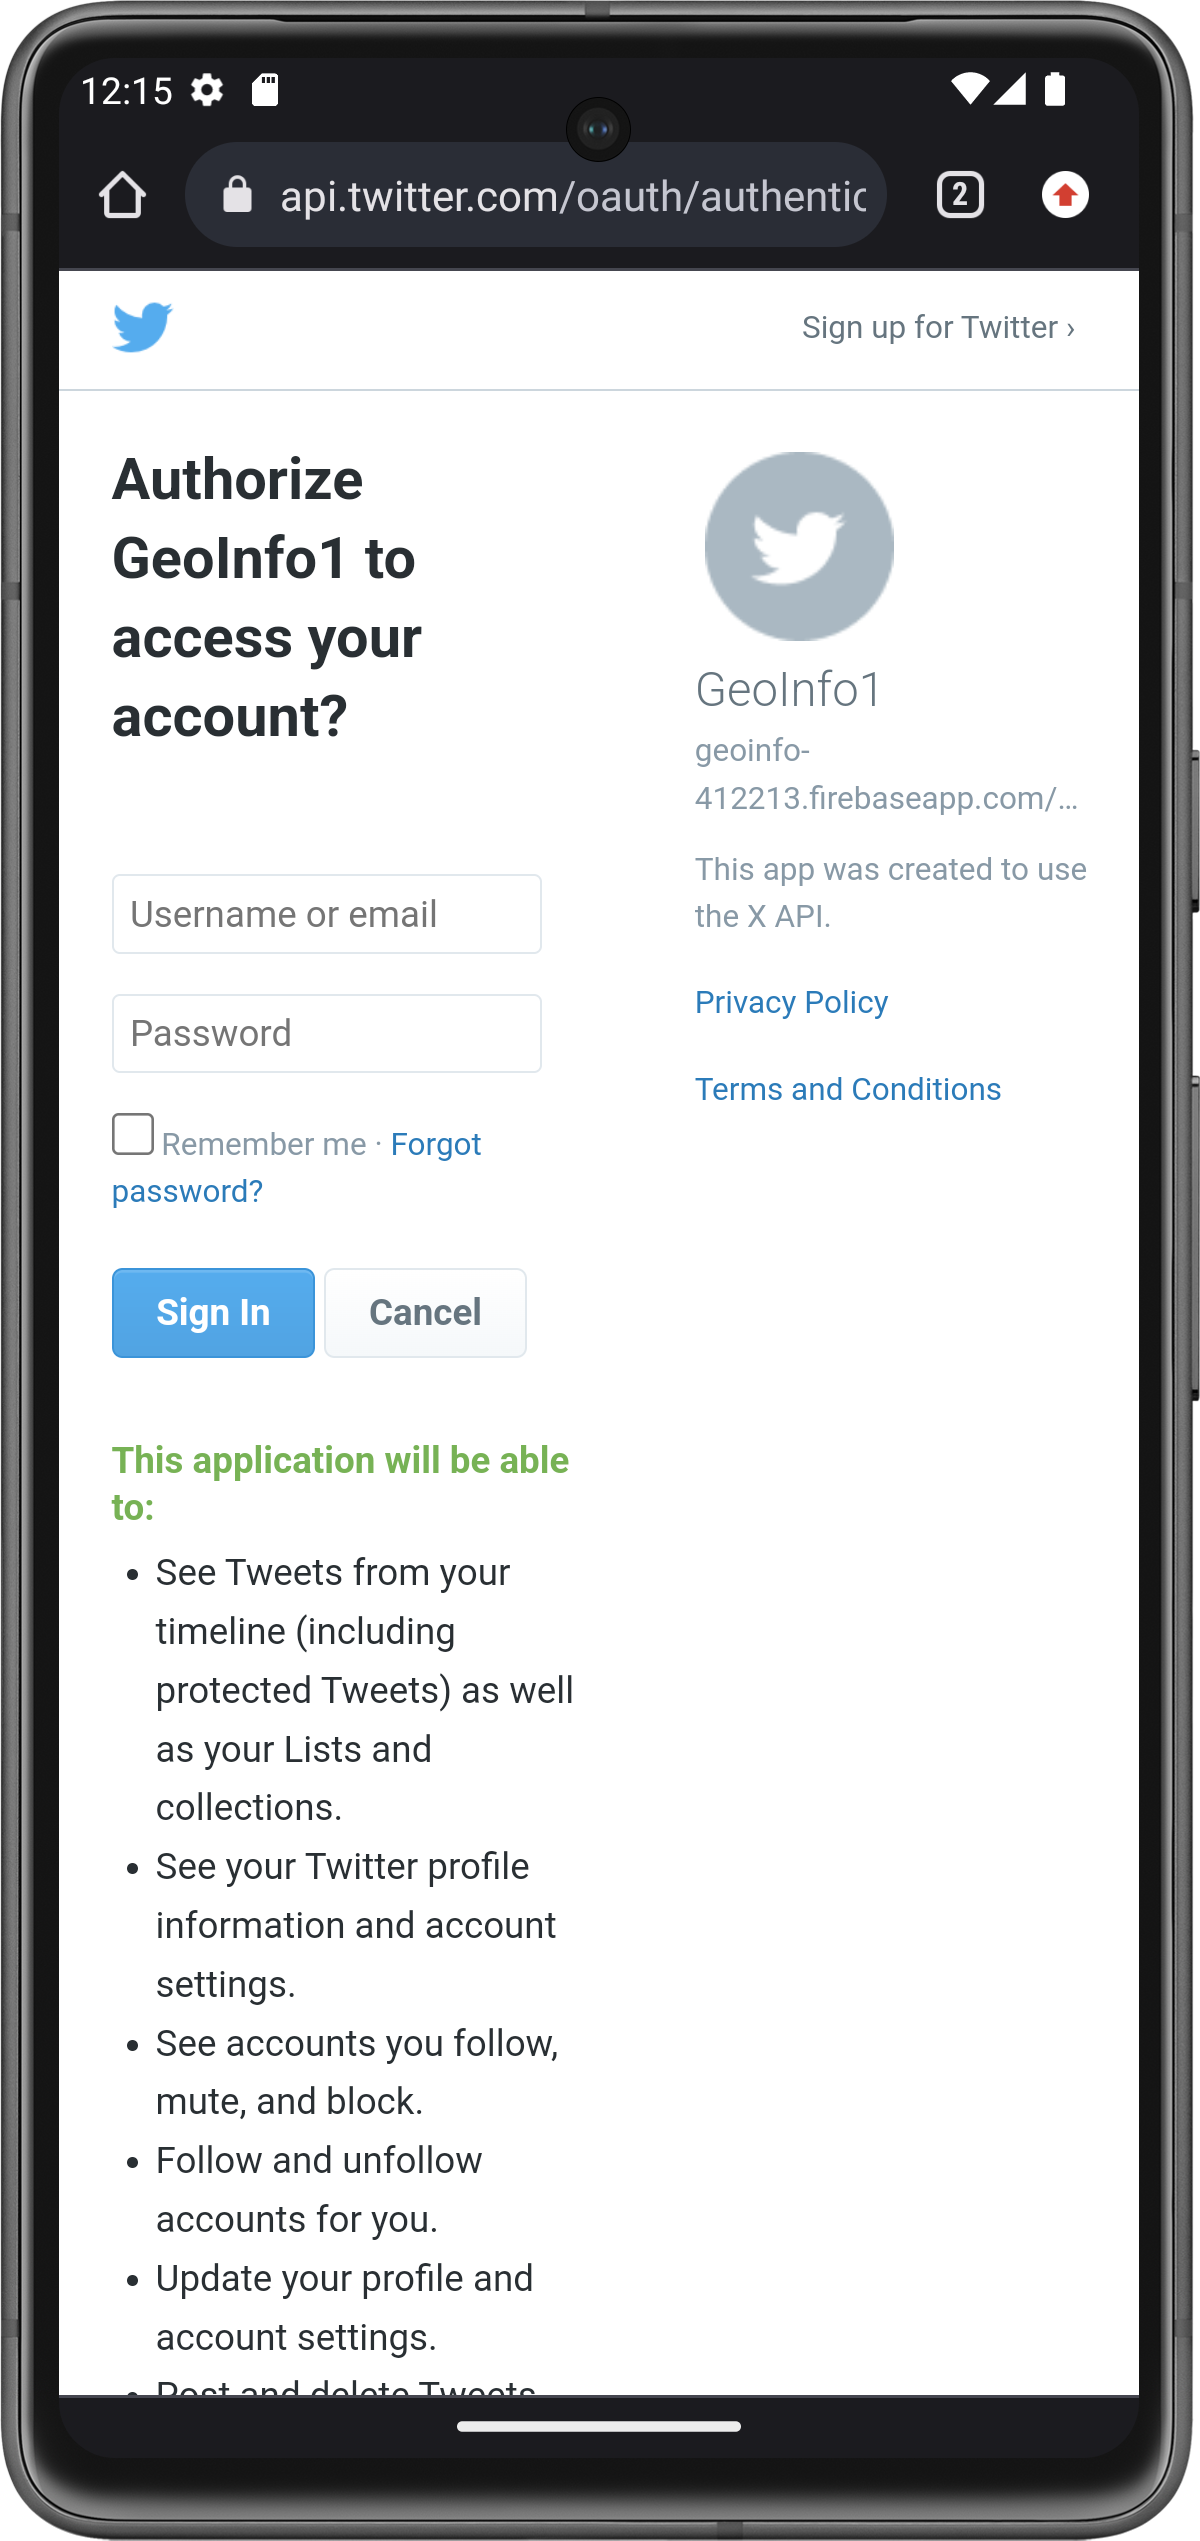 12:15
api.twitter.com/oauth/authentic
2
Sign up for Twitter ›
Authorize
GeoInfo1 to
access your
account?
Username or email
Password
Remember me · Forgot
password?
Sign In Cancel
GeoInfo1
geoinfo-
412213.firebaseapp.com/...
This app was created to use
the X API.
Privacy Policy
Terms and Conditions
This application will be able
to:
• See Tweets from your
timeline (including
protected Tweets) as well
as your Lists and
collections.
• See your Twitter profile
information and account
settings.
• See accounts you follow,
mute, and block.
• Follow and unfollow
accounts for you.
• Update your profile and
account settings.
• Post and delete Tweets